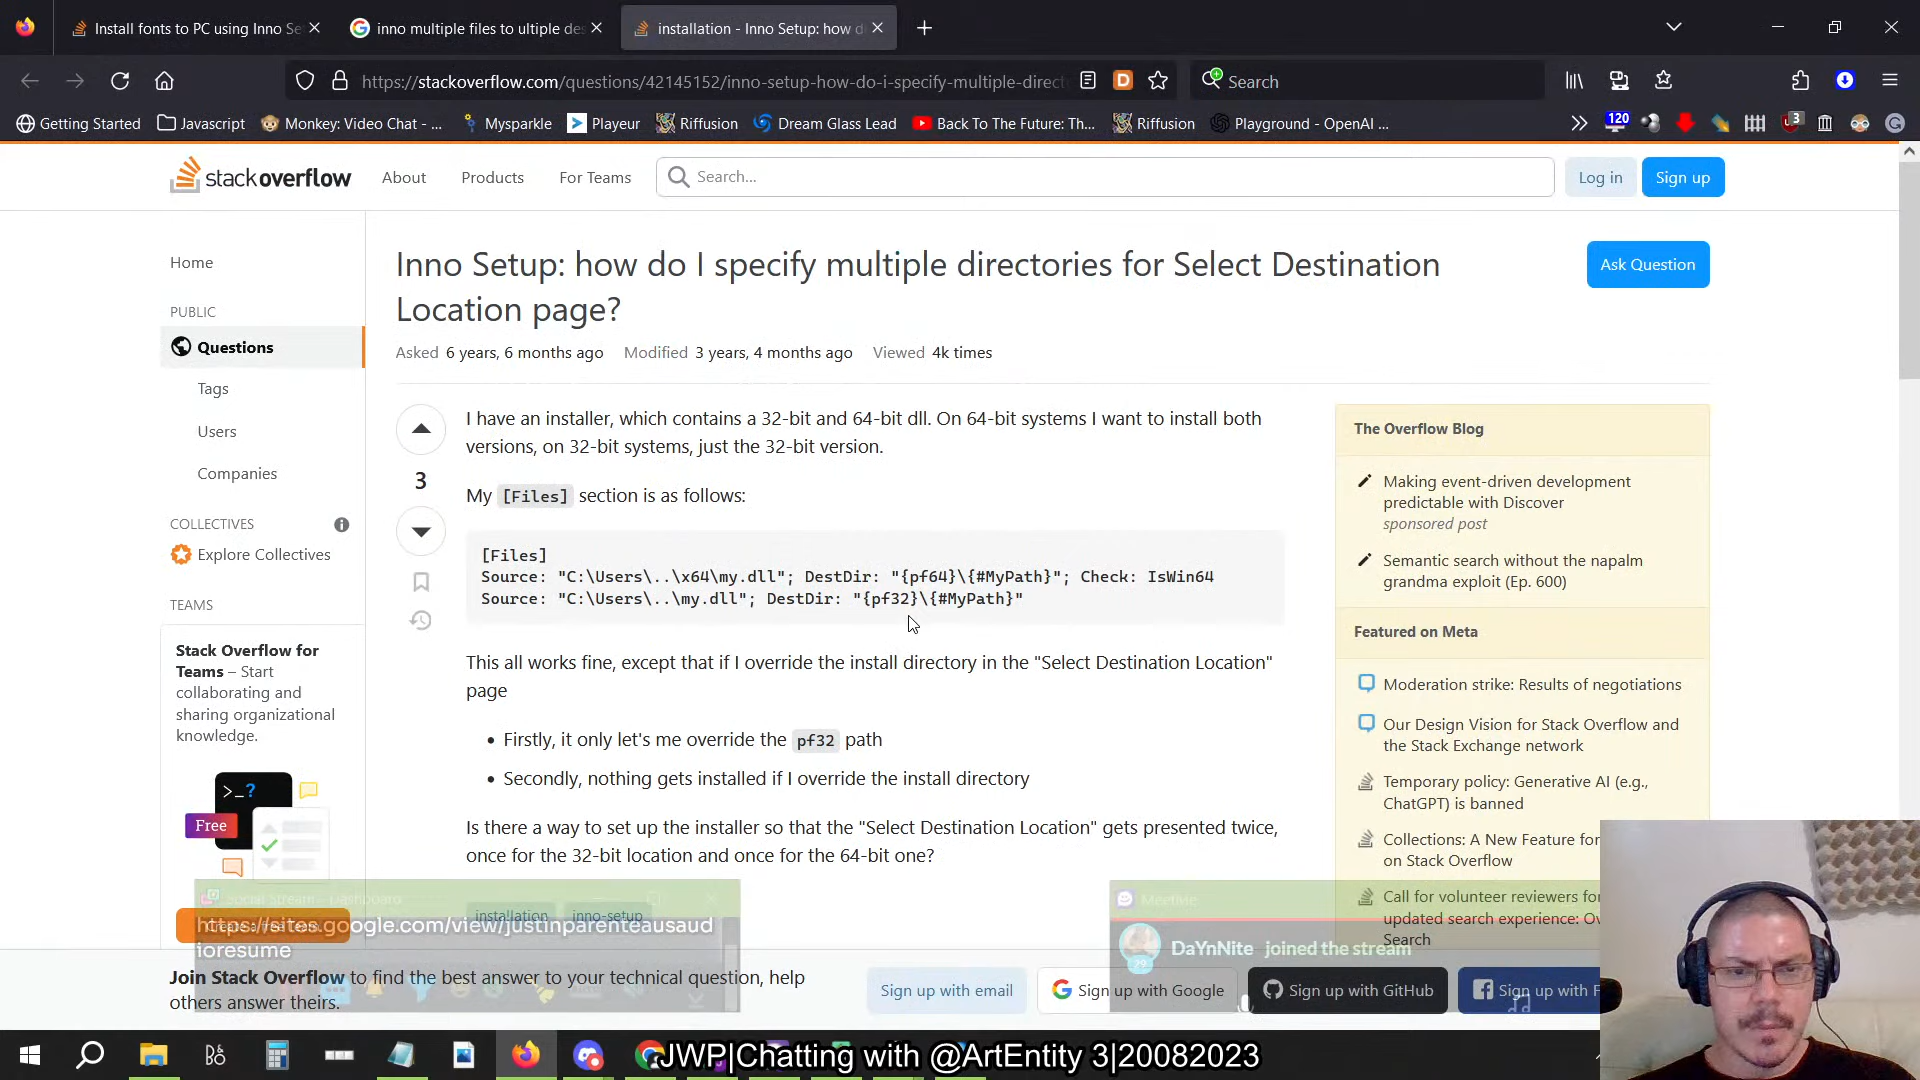 Install fonts to PC using Inno Se
inno multiple files to ultiple des
installation - Inno Setup: how d
https://stackoverflow.com/questions/42145152/inno-setup-how-do-i-specify-multiple-direct
Search
Getting Started
Javascript
Monkey: Video Chat - ...
Mysparkle
Playeur
Riffusion
Dream Glass Lead
Back To The Future: Th...
Riffusion
Playground - OpenAI ...
120
3
stack overflow
About
Products
For Teams
Search...
Log in
Sign up
Home
PUBLIC
Questions
Tags
Users
Companies
COLLECTIVES
Explore Collectives
TEAMS
Stack Overflow for
Teams – Start
collaborating and
sharing organizational
knowledge.
>_?
Free
Create a free Team
Inno Setup: how do I specify multiple directories for Select Destination
Location page?
Ask Question
Asked 6 years, 6 months ago Modified 3 years, 4 months ago Viewed 4k times
3
I have an installer, which contains a 32-bit and 64-bit dll. On 64-bit systems I want to install both
versions, on 32-bit systems, just the 32-bit version.
My [Files] section is as follows:
[Files]
Source: "C:\Users\..\x64\my.dll"; DestDir: "{pf64}\{#MyPath}"; Check: IsWin64
Source: "C:\Users\..\my.dll"; DestDir: "{pf32}\{#MyPath}"
This all works fine, except that if I override the install directory in the "Select Destination Location"
page
• Firstly, it only let's me override the pf32 path
• Secondly, nothing gets installed if I override the install directory
Is there a way to set up the installer so that the "Select Destination Location" gets presented twice,
once for the 32-bit location and once for the 64-bit one?
installation inno-setup
The Overflow Blog
Making event-driven development
predictable with Discover
sponsored post
Semantic search without the napalm
grandma exploit (Ep. 600)
Featured on Meta
Moderation strike: Results of negotiations
Our Design Vision for Stack Overflow and
the Stack Exchange network
Temporary policy: Generative AI (e.g.,
ChatGPT) is banned
Collections: A New Feature for
on Stack Overflow
Call for volunteer reviewers for
updated search experience: Ov
Search
Social Stream - Dashboard
https://sites.google.com/view/justinparenteausaud
ioresume
MeetMe
DaYnNite joined the stream
29
Join Stack Overflow to find the best answer to your technical question, help
others answer theirs.
Sign up with email
Sign up with Google
Sign up with GitHub
Sign up with F
JWP|Chatting with @ArtEntity 3|20082023